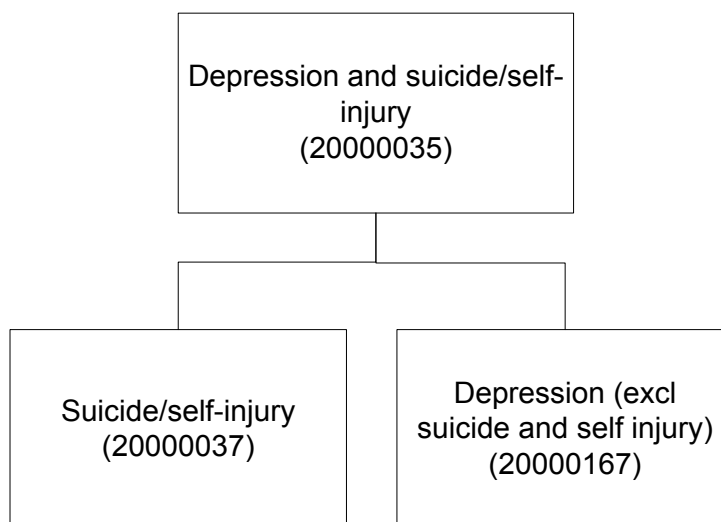 Depression and suicide/self-
injury
(20000035)
Suicide/self-injury
(20000037)
Depression (excl
suicide and self injury)
(20000167)